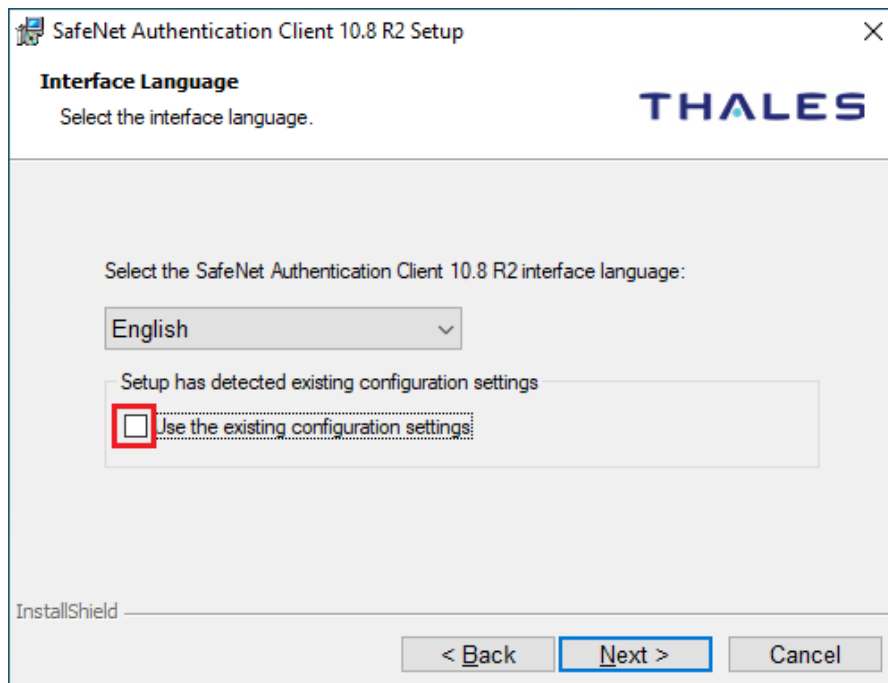 SafeNet Authentication Client 10.8 R2 Setup
Interface Language
Select the interface language.
THALES
Select the SafeNet Authentication Client 10.8 R2 interface language:
English
Setup has detected existing configuration settings
Use the existing configuration settings
InstallShield
< Back
Next >
Cancel